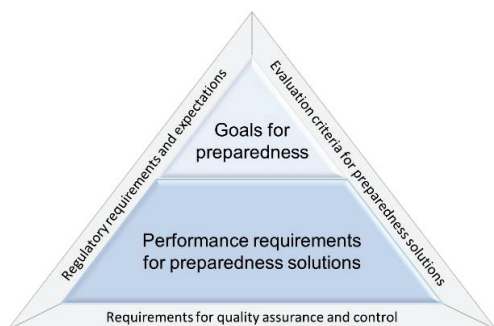 Regulatory requirements and expectations
Evaluation criteria for preparedness solutions
Goals for
preparedness
Performance requirements
for preparedness solutions
Requirements for quality assurance and control